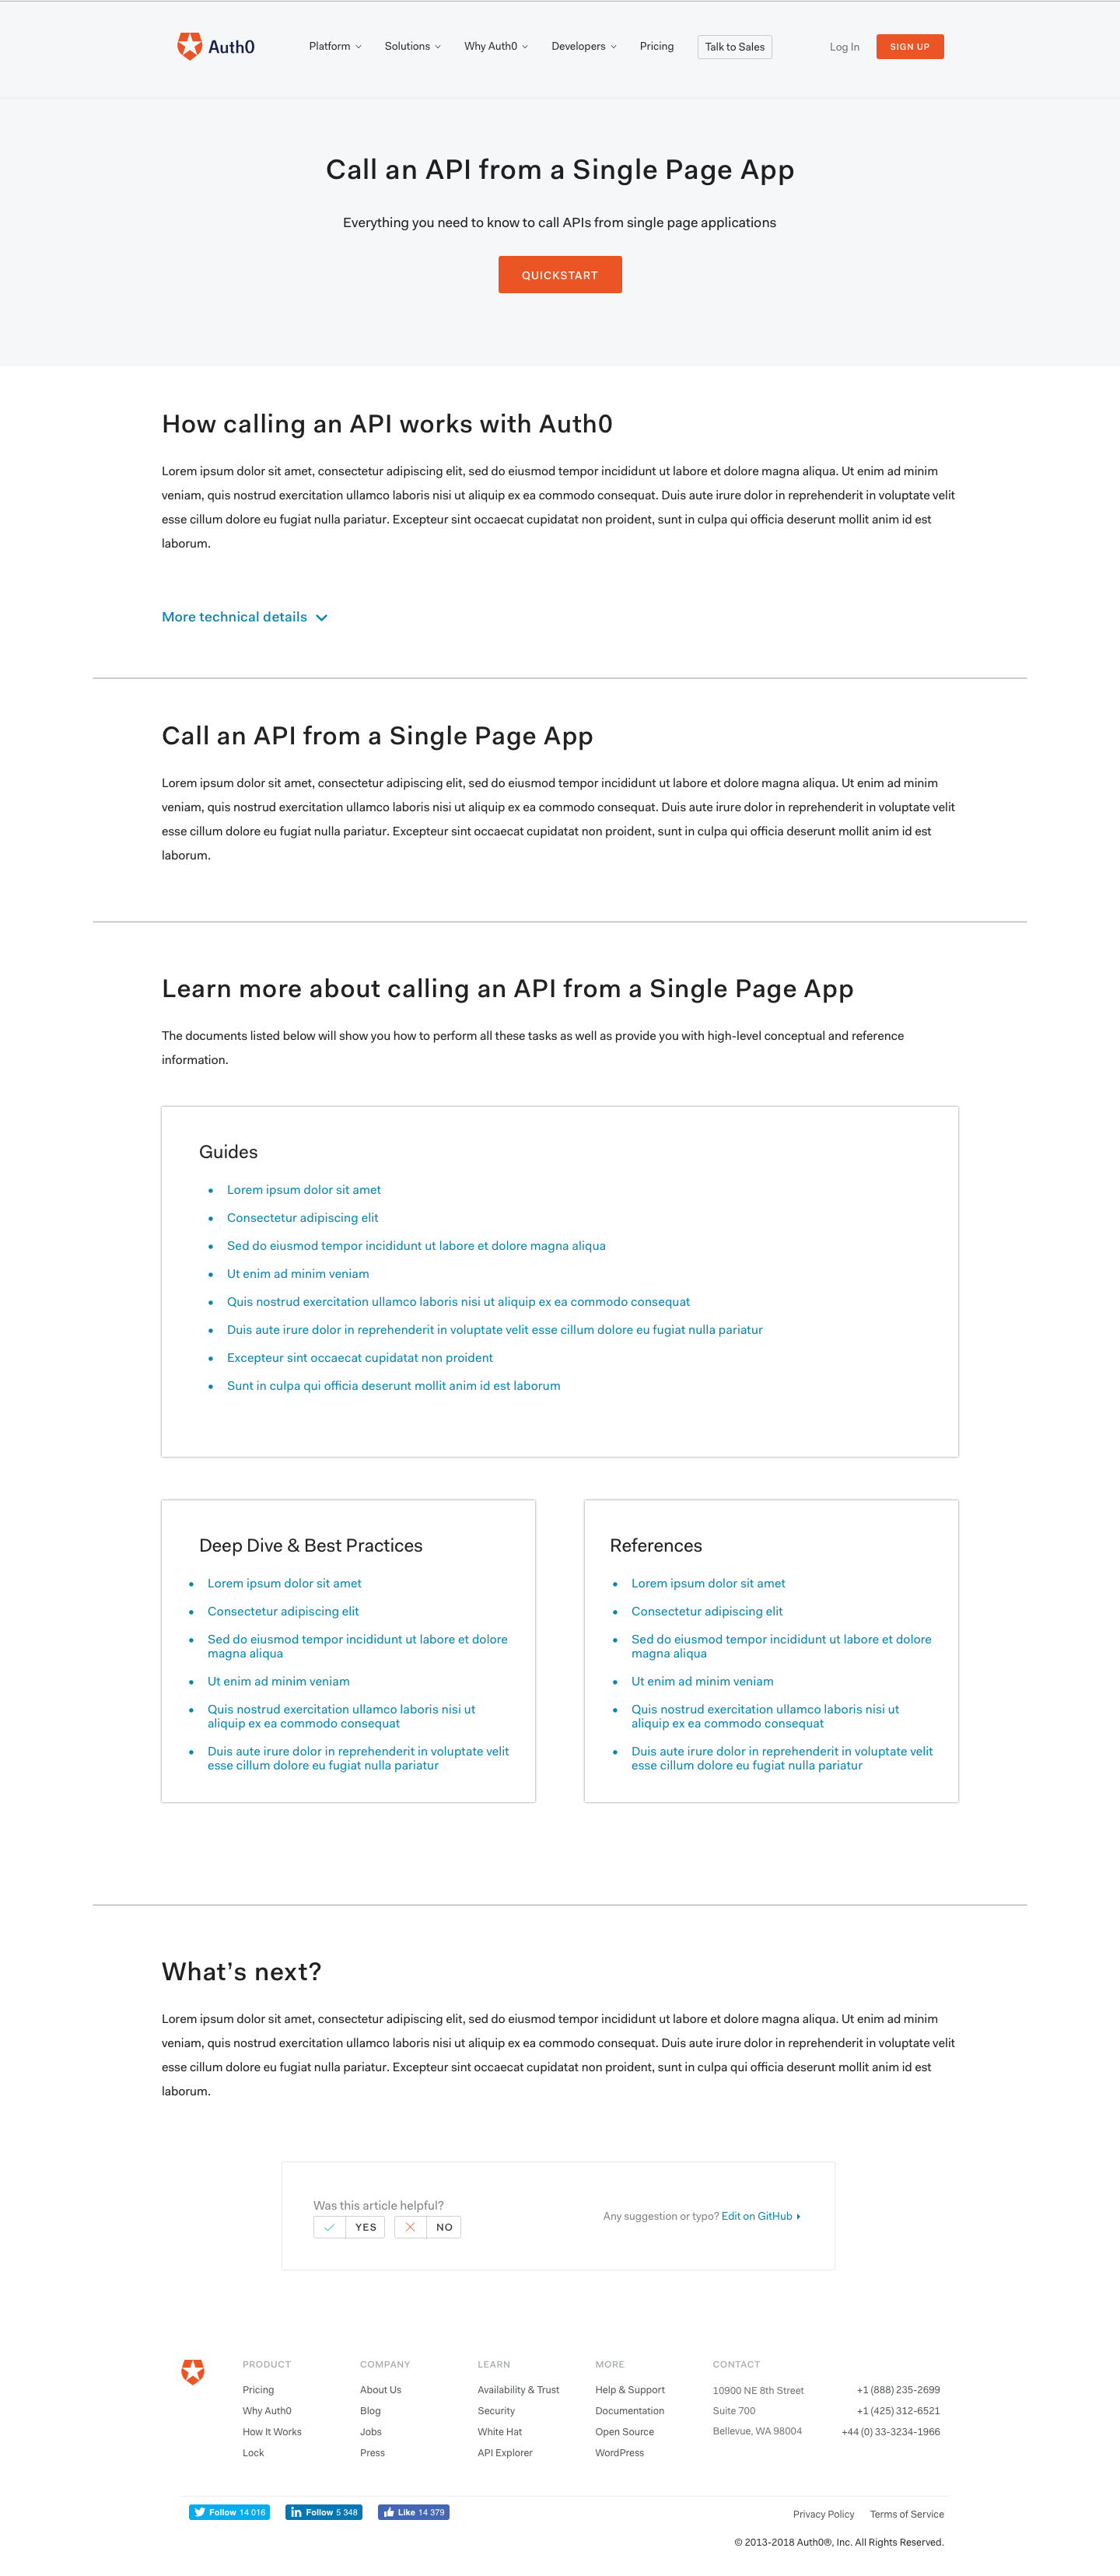 Auth0
Platform
Solutions
Why Auth0
Developers
Pricing
Talk to Sales
Log In
SIGN UP
Call an API from a Single Page App
Everything you need to know to call APIs from single page applications
QUICKSTART
How calling an API works with Auth0
Lorem ipsum dolor sit amet, consectetur adipiscing elit, sed do eiusmod tempor incididunt ut labore et dolore magna aliqua. Ut enim ad minim
veniam, quis nostrud exercitation ullamco laboris nisi ut aliquip ex ea commodo consequat. Duis aute irure dolor in reprehenderit in voluptate velit
esse cillum dolore eu fugiat nulla pariatur. Excepteur sint occaecat cupidatat non proident, sunt in culpa qui officia deserunt mollit anim id est
laborum.
More technical details
Call an API from a Single Page App
Lorem ipsum dolor sit amet, consectetur adipiscing elit, sed do eiusmod tempor incididunt ut labore et dolore magna aliqua. Ut enim ad minim
veniam, quis nostrud exercitation ullamco laboris nisi ut aliquip ex ea commodo consequat. Duis aute irure dolor in reprehenderit in voluptate velit
esse cillum dolore eu fugiat nulla pariatur. Excepteur sint occaecat cupidatat non proident, sunt in culpa qui officia deserunt mollit anim id est
laborum.
Learn more about calling an API from a Single Page App
The documents listed below will show you how to perform all these tasks as well as provide you with high-level conceptual and reference
information.
Guides
• Lorem ipsum dolor sit amet
• Consectetur adipiscing elit
• Sed do eiusmod tempor incididunt ut labore et dolore magna aliqua
• Ut enim ad minim veniam
• Quis nostrud exercitation ullamco laboris nisi ut aliquip ex ea commodo consequat
• Duis aute irure dolor in reprehenderit in voluptate velit esse cillum dolore eu fugiat nulla pariatur
• Excepteur sint occaecat cupidatat non proident
• Sunt in culpa qui officia deserunt mollit anim id est laborum
Deep Dive & Best Practices
• Lorem ipsum dolor sit amet
• Consectetur adipiscing elit
• Sed do eiusmod tempor incididunt ut labore et dolore
magna aliqua
• Ut enim ad minim veniam
• Quis nostrud exercitation ullamco laboris nisi ut
aliquip ex ea commodo consequat
• Duis aute irure dolor in reprehenderit in voluptate velit
esse cillum dolore eu fugiat nulla pariatur
References
• Lorem ipsum dolor sit amet
• Consectetur adipiscing elit
• Sed do eiusmod tempor incididunt ut labore et dolore
magna aliqua
• Ut enim ad minim veniam
• Quis nostrud exercitation ullamco laboris nisi ut
aliquip ex ea commodo consequat
• Duis aute irure dolor in reprehenderit in voluptate velit
esse cillum dolore eu fugiat nulla pariatur
What's next?
Lorem ipsum dolor sit amet, consectetur adipiscing elit, sed do eiusmod tempor incididunt ut labore et dolore magna aliqua. Ut enim ad minim
veniam, quis nostrud exercitation ullamco laboris nisi ut aliquip ex ea commodo consequat. Duis aute irure dolor in reprehenderit in voluptate velit
esse cillum dolore eu fugiat nulla pariatur. Excepteur sint occaecat cupidatat non proident, sunt in culpa qui officia deserunt mollit anim id est
laborum.
Was this article helpful?
YES
NO
Any suggestion or typo? Edit on GitHub
PRODUCT
Pricing
Why Auth0
How It Works
Lock
COMPANY
About Us
Blog
Jobs
Press
LEARN
Availability & Trust
Security
White Hat
API Explorer
MORE
Help & Support
Documentation
Open Source
WordPress
CONTACT
10900 NE 8th Street
Suite 700
Bellevue, WA 98004
+1 (888) 235-2699
+1 (425) 312-6521
+44 (0) 33-3234-1966
Follow 14 016
Follow 5 348
Like 14 379
Privacy Policy
Terms of Service
© 2013-2018 Auth0®, Inc. All Rights Reserved.